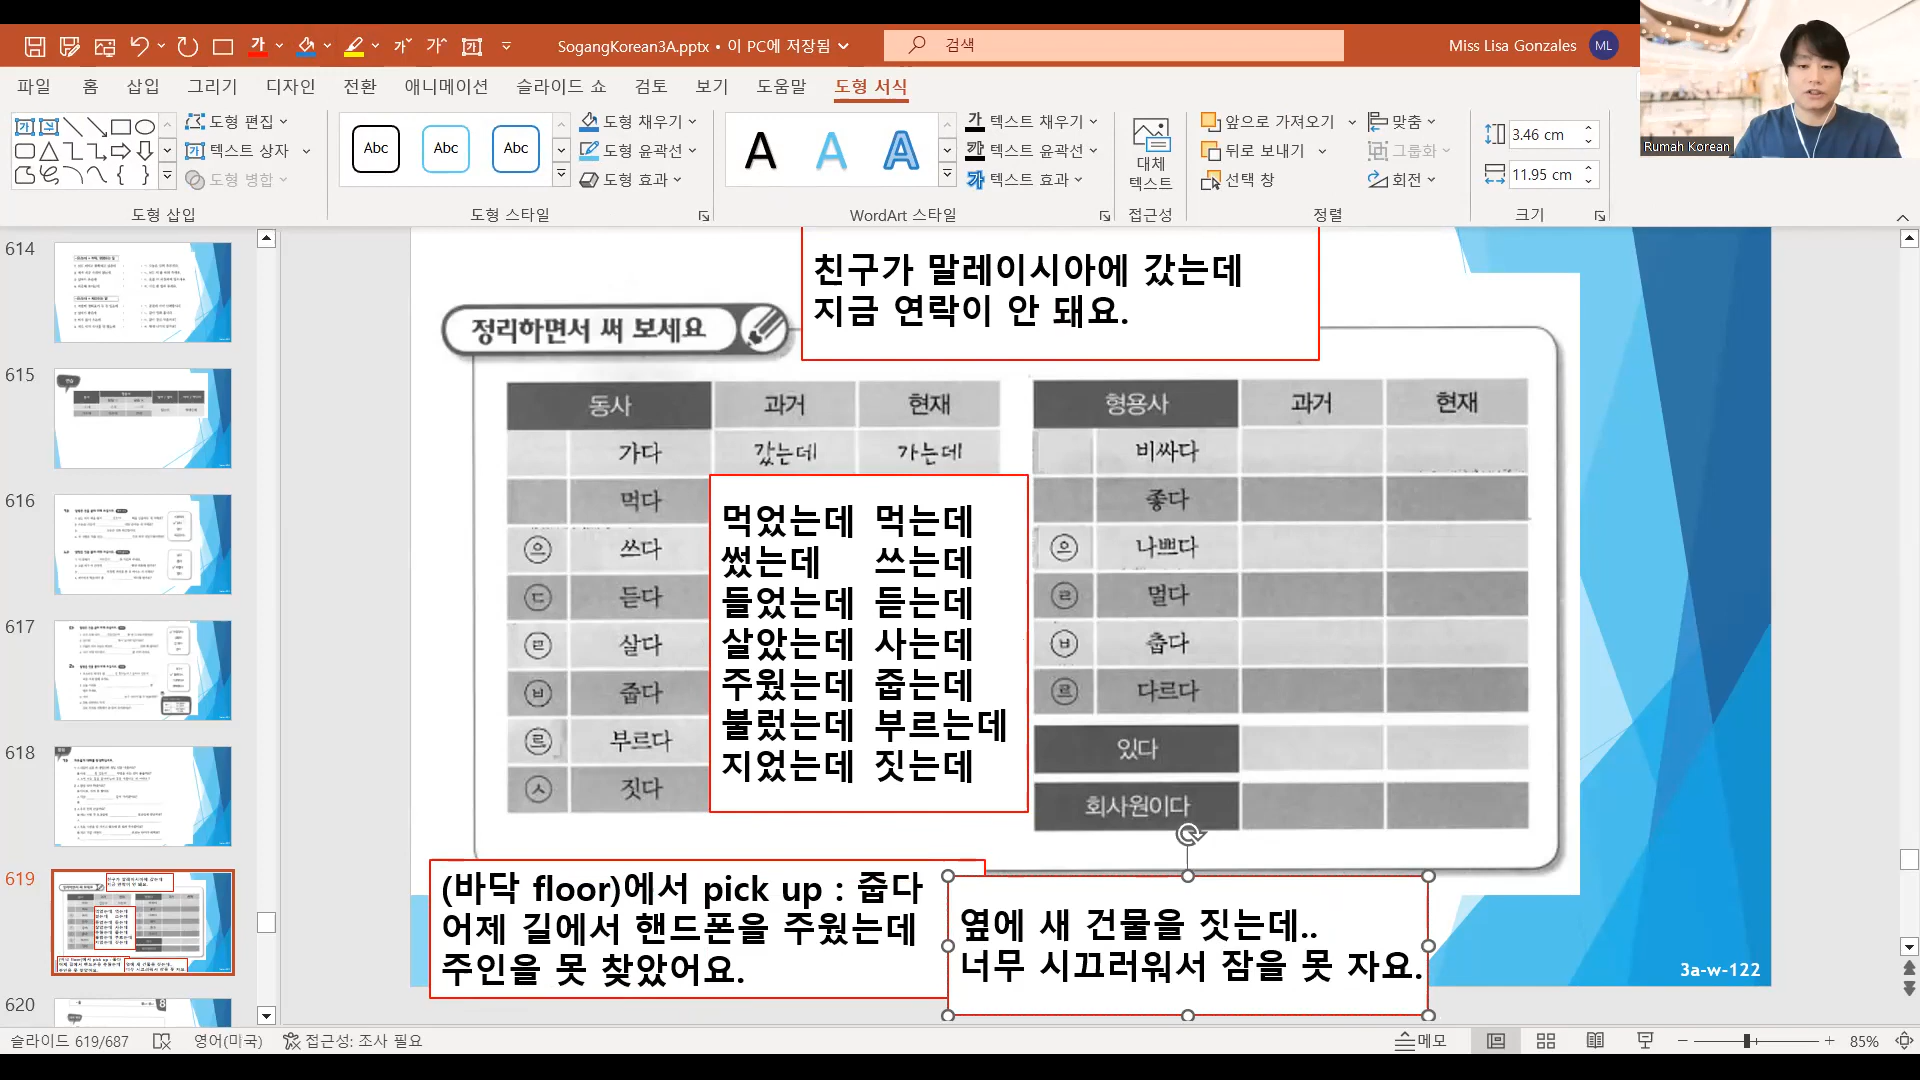 SogangKorean3A.pptx • 이 PC에 저장됨
검색
Miss Lisa Gonzales
ML
파일 홈 삽입 그리기 디자인 전환 애니메이션 슬라이드 쇼 검토 보기 도움말 도형 서식
도형 편집
텍스트 상자
도형 병합
도형 삽입
Abc Abc Abc
도형 채우기
도형 윤곽선
도형 효과
도형 스타일
A A A
텍스트 채우기
텍스트 윤곽선
텍스트 효과
WordArt 스타일
대체
텍스트
접근성
앞으로 가져오기
뒤로 보내기
선택 창
맞춤
그룹화
회전
정렬
3.46 cm
11.95 cm
크기
Rumah Korean
614
615
616
617
618
619
620
친구가 말레이시아에 갔는데
지금 연락이 안 돼요.
정리하면서 써 보세요
동사 과거 현재
가다 갔는데 가는데
먹다
으 쓰다
ㄷ 듣다
ㄹ 살다
ㅂ 줍다
르 부르다
ㅅ 짓다
먹었는데 먹는데
썼는데 쓰는데
들었는데 듣는데
살았는데 사는데
주웠는데 줍는데
불렀는데 부르는데
지었는데 짓는데
형용사 과거 현재
비싸다
좋다
으 나쁘다
ㄹ 멀다
ㅂ 춥다
르 다르다
있다
회사원이다
(바닥 floor)에서 pick up : 줍다
어제 길에서 핸드폰을 주웠는데
주인을 못 찾았어요.
옆에 새 건물을 짓는데..
너무 시끄러워서 잠을 못 자요.
3a-w-122
슬라이드 619/687
영어(미국)
접근성: 조사 필요
메모
85%